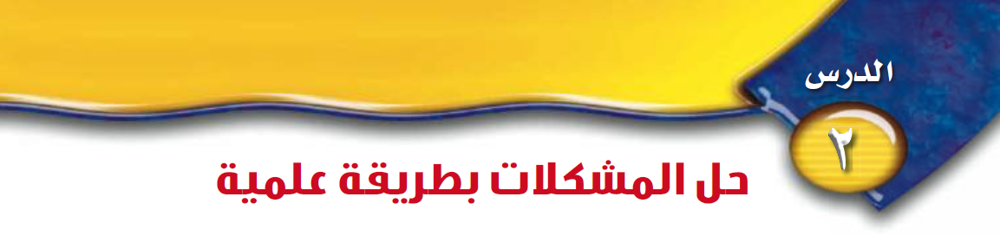 الدرس
٢
حل المشكلات بطريقة علمية